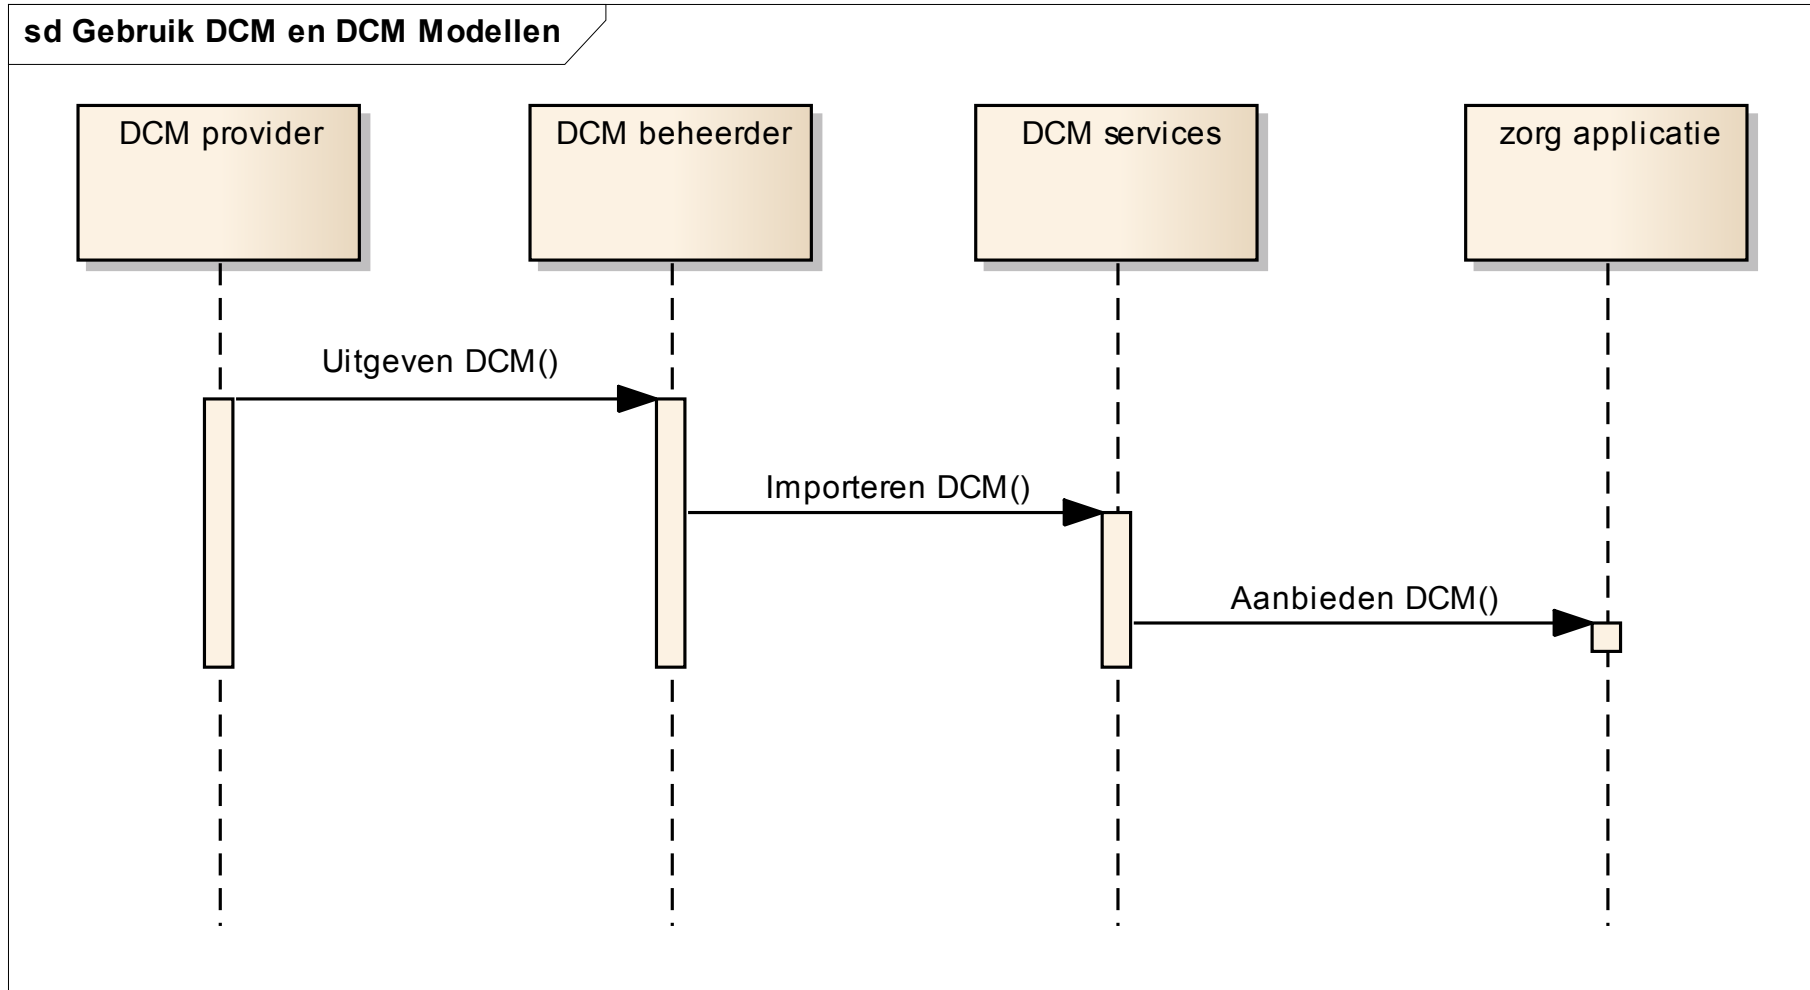 sd Gebruik DCM en DCM Modellen
DCM provider
DCM beheerder
DCM services
zorg applicatie
Uitgeven DCM()
Importeren DCM()
Aanbieden DCM()